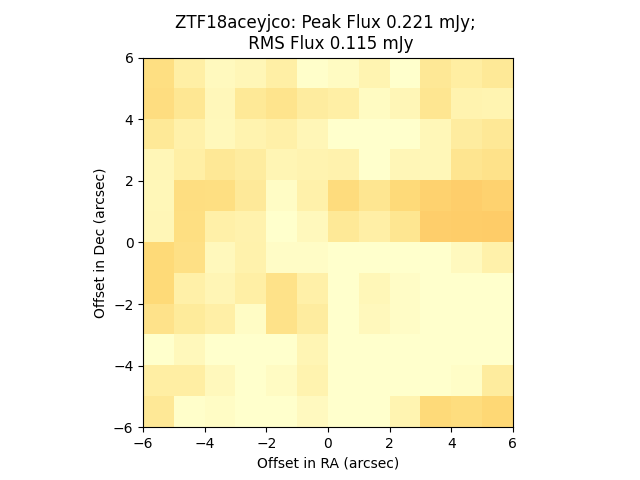 ZTF18aceyjco: Peak Flux 0.221 mJy;
RMS Flux 0.115 mJy
6
4
2
0
−2
−4
−6
Offset in Dec (arcsec)
−6 −4 −2 0 2 4 6
Offset in RA (arcsec)